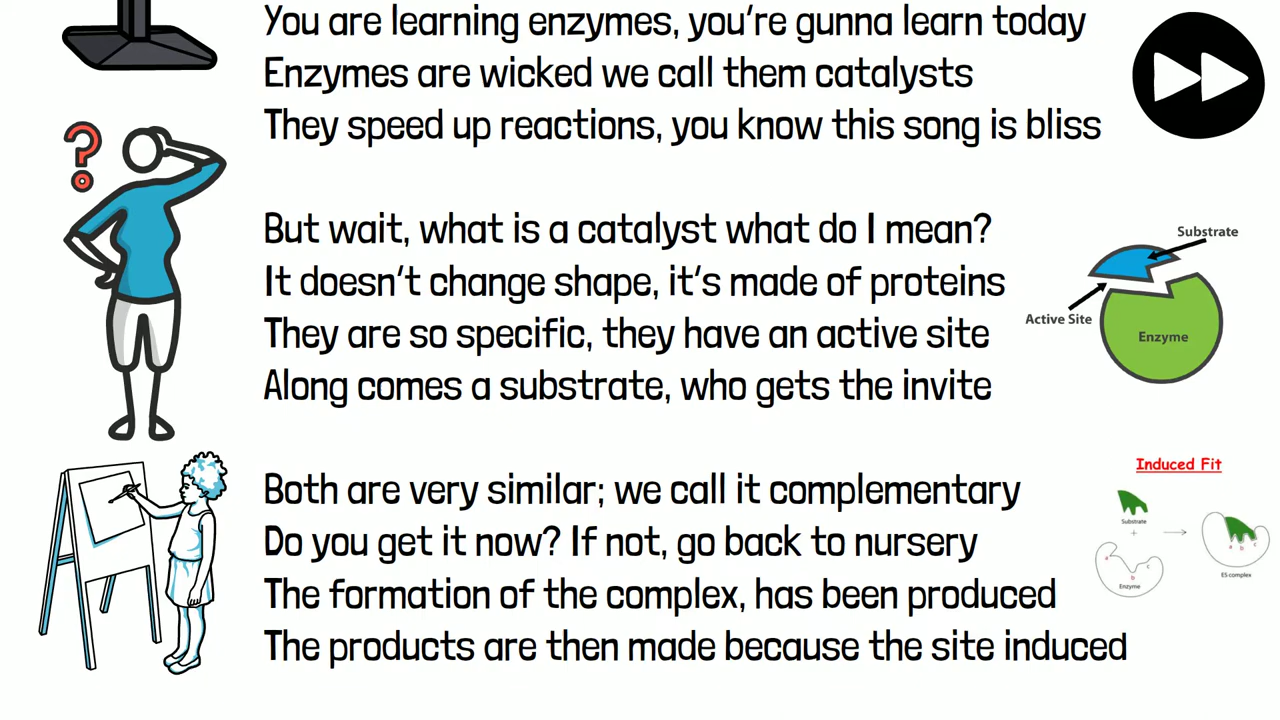 You are learning enzymes, you're gunna learn today
Enzymes are wicked we call them catalysts
They speed up reactions, you know this song is bliss
?
But wait, what is a catalyst what do I mean?
It doesn't change shape, it's made of proteins
They are so specific, they have an active site
Along comes a substrate, who gets the invite
Substrate
Active Site
Enzyme
Both are very similar; we call it complementary
Do you get it now? If not, go back to nursery
The formation of the complex, has been produced
The products are then made because the site induced
Induced Fit
Substrate
+
a
c
b
Enzyme
a b c
ES complex